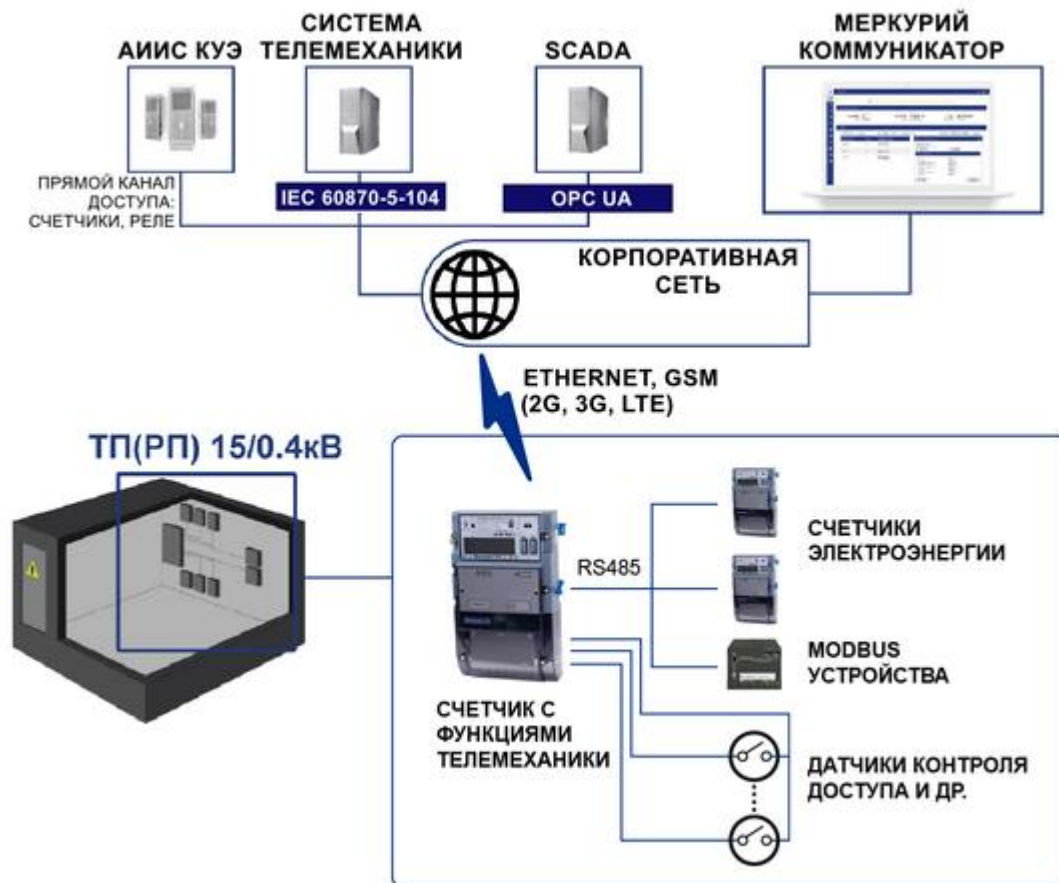 АИИС КУЭ
СИСТЕМА
ТЕЛЕМЕХАНИКИ
SCADA
МЕРКУРИЙ
КОММУНИКАТОР
ПРЯМОЙ КАНАЛ
ДОСТУПА:
СЧЕТЧИКИ, РЕЛЕ
IEC 60870-5-104
OPC UA
КОРПОРАТИВНАЯ
СЕТЬ
ETHERNET, GSM
(2G, 3G, LTE)
ТП(РП) 15/0.4кВ
RS485
СЧЕТЧИКИ
ЭЛЕКТРОЭНЕРГИИ
MODBUS
УСТРОЙСТВА
СЧЕТЧИК С
ФУНКЦИЯМИ
ТЕЛЕМЕХАНИКИ
ДАТЧИКИ КОНТРОЛЯ
ДОСТУПА И ДР.